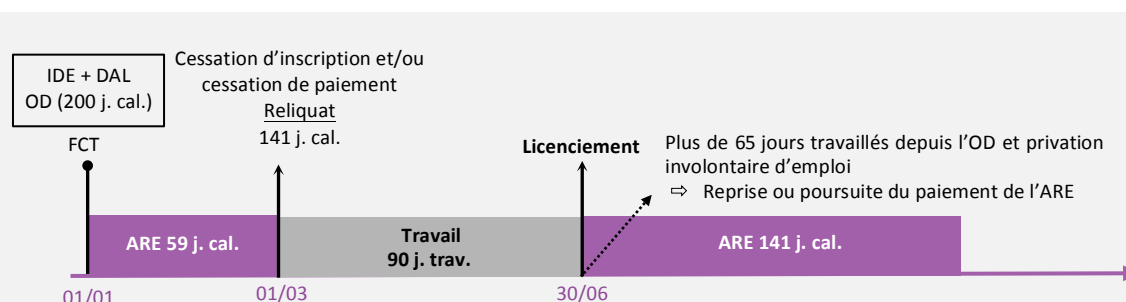 IDE + DAL
OD (200 j. cal.)
FCT
Cessation d’inscription et/ou
cessation de paiement
Reliquat
141 j. cal.
Licenciement
Plus de 65 jours travaillés depuis l’OD et privation
involontaire d’emploi
⇨ Reprise ou poursuite du paiement de l’ARE
ARE 59 j. cal.
Travail
90 j. trav.
ARE 141 j. cal.
01/01
01/03
30/06